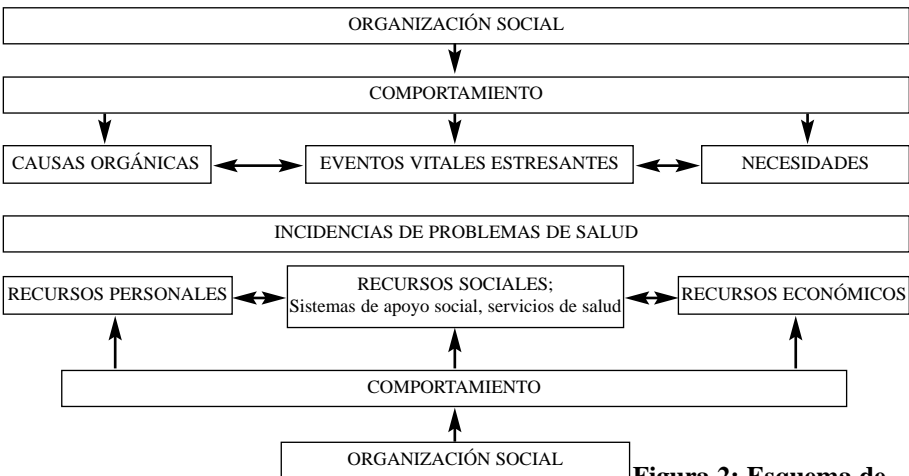 ORGANIZACIÓN SOCIAL
COMPORTAMIENTO
CAUSAS ORGÁNICAS
EVENTOS VITALES ESTRESANTES
NECESIDADES
INCIDENCIAS DE PROBLEMAS DE SALUD
RECURSOS PERSONALES
RECURSOS SOCIALES;
Sistemas de apoyo social, servicios de salud
RECURSOS ECONÓMICOS
COMPORTAMIENTO
ORGANIZACIÓN SOCIAL
Figura 2: Esquema de